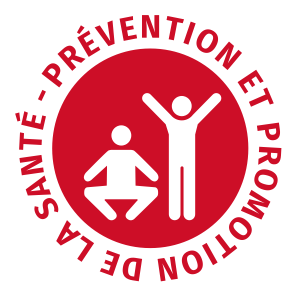 PRÉVENTION ET PROMOTION DE LA SANTÉ -